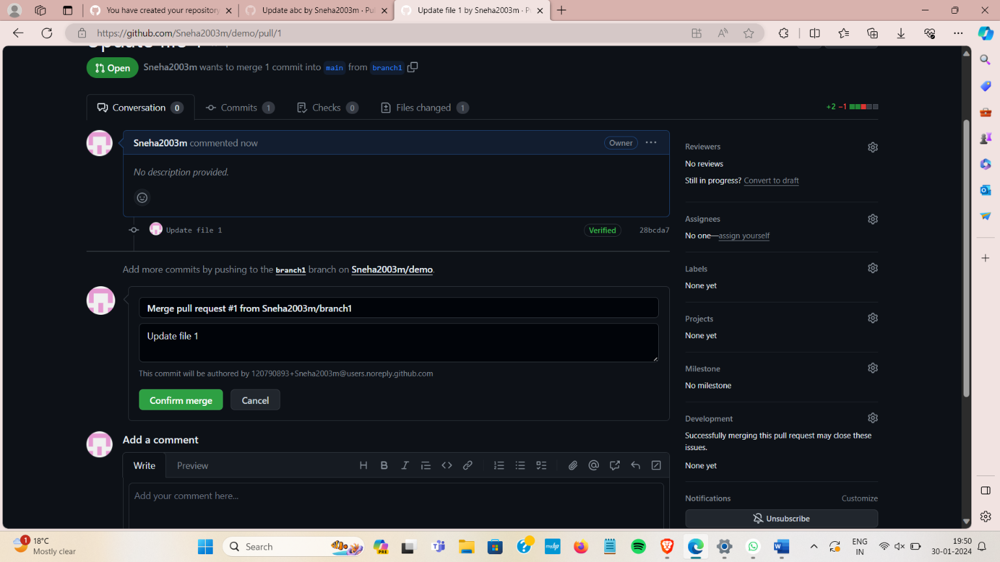 You have created your repository
Update abc by Sneha2003m · Pu
Update file 1 by Sneha2003m · P
https://github.com/Sneha2003m/demo/pull/1
Open
Sneha2003m wants to merge 1 commit into main from branch1
Conversation 0
Commits 1
Checks 0
Files changed 1
+2 −1
Sneha2003m commented now
Owner
No description provided.
Update file 1
Verified
28bcda7
Add more commits by pushing to the branch1 branch on Sneha2003m/demo.
Merge pull request #1 from Sneha2003m/branch1
Update file 1
This commit will be authored by 120790893+Sneha2003m@users.noreply.github.com
Confirm merge
Cancel
Add a comment
Write
Preview
Add your comment here...
Reviewers
No reviews
Still in progress? Convert to draft
Assignees
No one—assign yourself
Labels
None yet
Projects
None yet
Milestone
No milestone
Development
Successfully merging this pull request may close these
issues.
None yet
Notifications
Customize
Unsubscribe
1
18°C
Mostly clear
Search
PRE
myhp
ENG
IN
19:50
30-01-2024